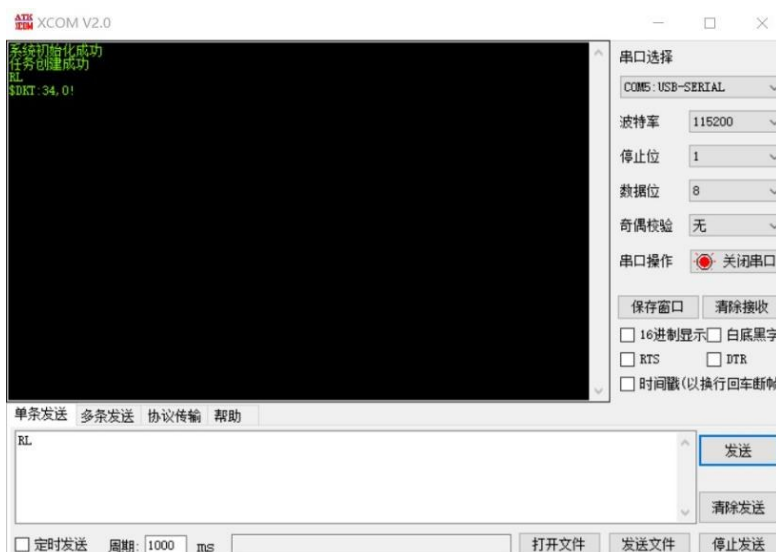 ATK XCOM XCOM V2.0
系统初始化成功
任务创建成功
RL
$DKT:34,0!
串口选择
COM5:USB-SERIAL
波特率 115200
停止位 1
数据位 8
奇偶校验 无
串口操作 关闭串口
保存窗口 清除接收
16进制显示 白底黑字
RTS DTR
时间戳(以换行回车断帧
单条发送 多条发送 协议传输 帮助
RL
发送
清除发送
定时发送 周期: 1000 ms 打开文件 发送文件 停止发送